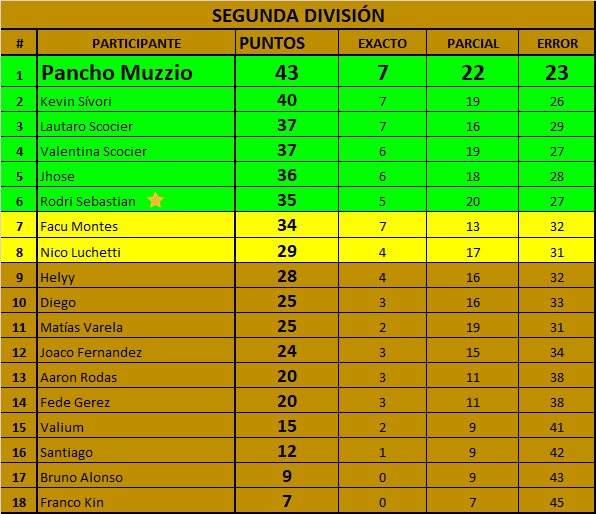 SEGUNDA DIVISIÓN
# PARTICIPANTE PUNTOS EXACTO PARCIAL ERROR
1 Pancho Muzzio 43 7 22 23
2 Kevin Sívori 40 7 19 26
3 Lautaro Scocier 37 7 16 29
4 Valentina Scocier 37 6 19 27
5 Jhose 36 6 18 28
6 Rodri Sebastian 35 5 20 27
7 Facu Montes 34 7 13 32
8 Nico Luchetti 29 4 17 31
9 Helyy 28 4 16 32
10 Diego 25 3 16 33
11 Matías Varela 25 2 19 31
12 Joaco Fernandez 24 3 15 34
13 Aaron Rodas 20 3 11 38
14 Fede Gerez 20 3 11 38
15 Valium 15 2 9 41
16 Santiago 12 1 9 42
17 Bruno Alonso 9 0 9 43
18 Franco Kin 7 0 7 45